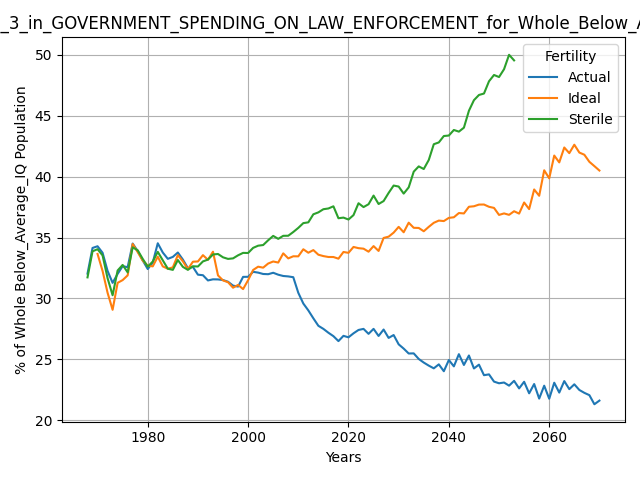 _3_in_GOVERNMENT_SPENDING_ON_LAW_ENFORCEMENT_for_Whole_Below_A
% of Whole Below_Average_IQ Population
50
45
40
35
30
25
20
Fertility
Actual
Ideal
Sterile
1980
2000
2020
2040
2060
Years